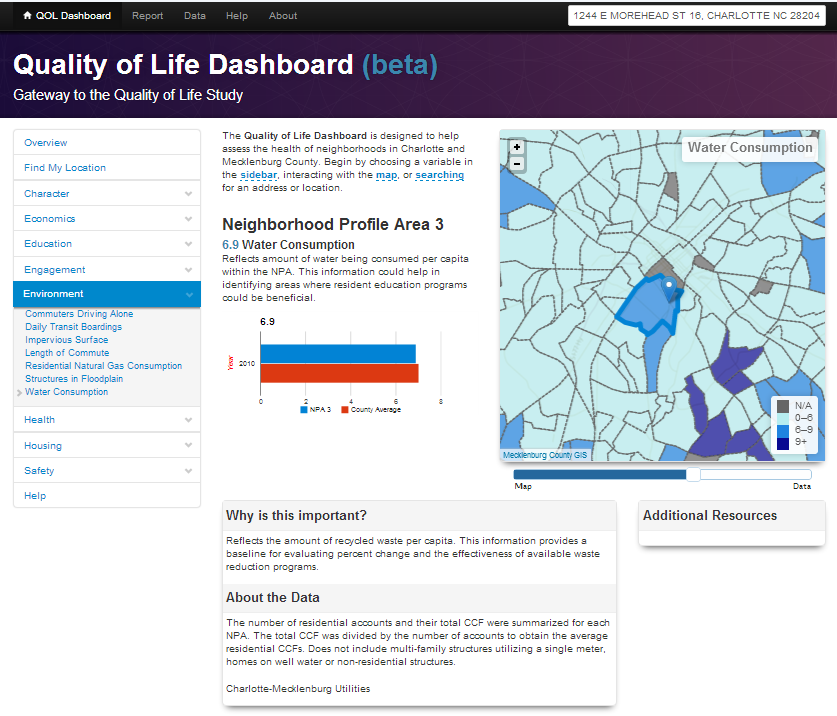 QOL Dashboard Report Data Help About 1244 E MOREHEAD ST 16, CHARLOTTE NC 28204
Quality of Life Dashboard (beta)
Gateway to the Quality of Life Study
Overview
Find My Location
Character
Economics
Education
Engagement
Environment
Commuters Driving Alone
Daily Transit Boardings
Impervious Surface
Length of Commute
Residential Natural Gas Consumption
Structures in Floodplain
Water Consumption
Health
Housing
Safety
Help
The Quality of Life Dashboard is designed to help
assess the health of neighborhoods in Charlotte and
Mecklenburg County. Begin by choosing a variable in
the sidebar, interacting with the map, or searching
for an address or location.
Neighborhood Profile Area 3
6.9 Water Consumption
Reflects amount of water being consumed per capita
within the NPA. This information could help in
identifying areas where resident education programs
could be beneficial.
6.9
Year
2010
0 2 4 6 8
NPA 3 County Average
+
-
Water Consumption
N/A
0–6
6–9
9+
Mecklenburg County GIS
Map Data
Why is this important?
Reflects the amount of recycled waste per capita. This information provides a
baseline for evaluating percent change and the effectiveness of available waste
reduction programs.
About the Data
The number of residential accounts and their total CCF were summarized for each
NPA. The total CCF was divided by the number of accounts to obtain the average
residential CCFs. Does not include multi-family structures utilizing a single meter,
homes on well water or non-residential structures.
Charlotte-Mecklenburg Utilities
Additional Resources